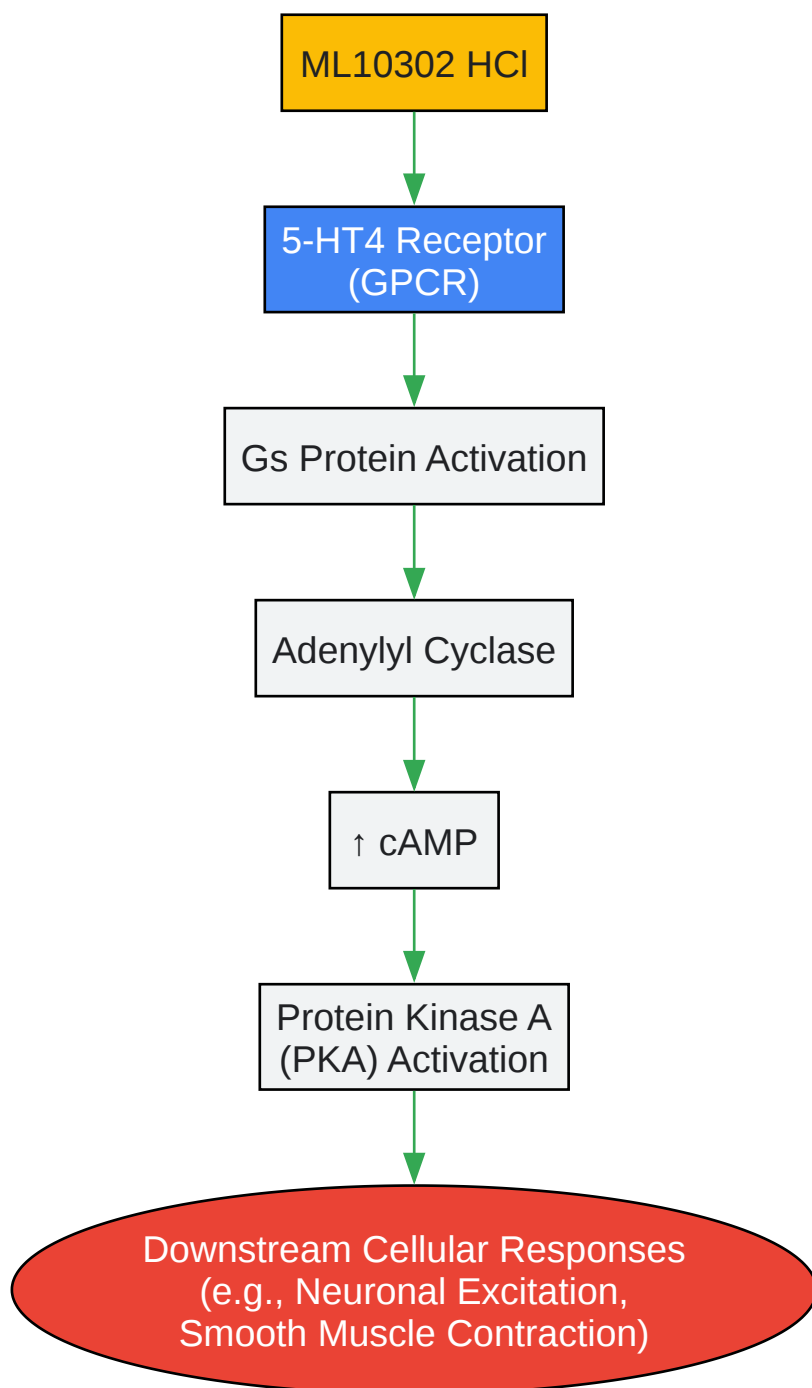 ML10302 HCl
5-HT4 Receptor
(GPCR)
Gs Protein Activation
Adenylyl Cyclase
↑ cAMP
Protein Kinase A
(PKA) Activation
Downstream Cellular Responses
(e.g., Neuronal Excitation,
Smooth Muscle Contraction)